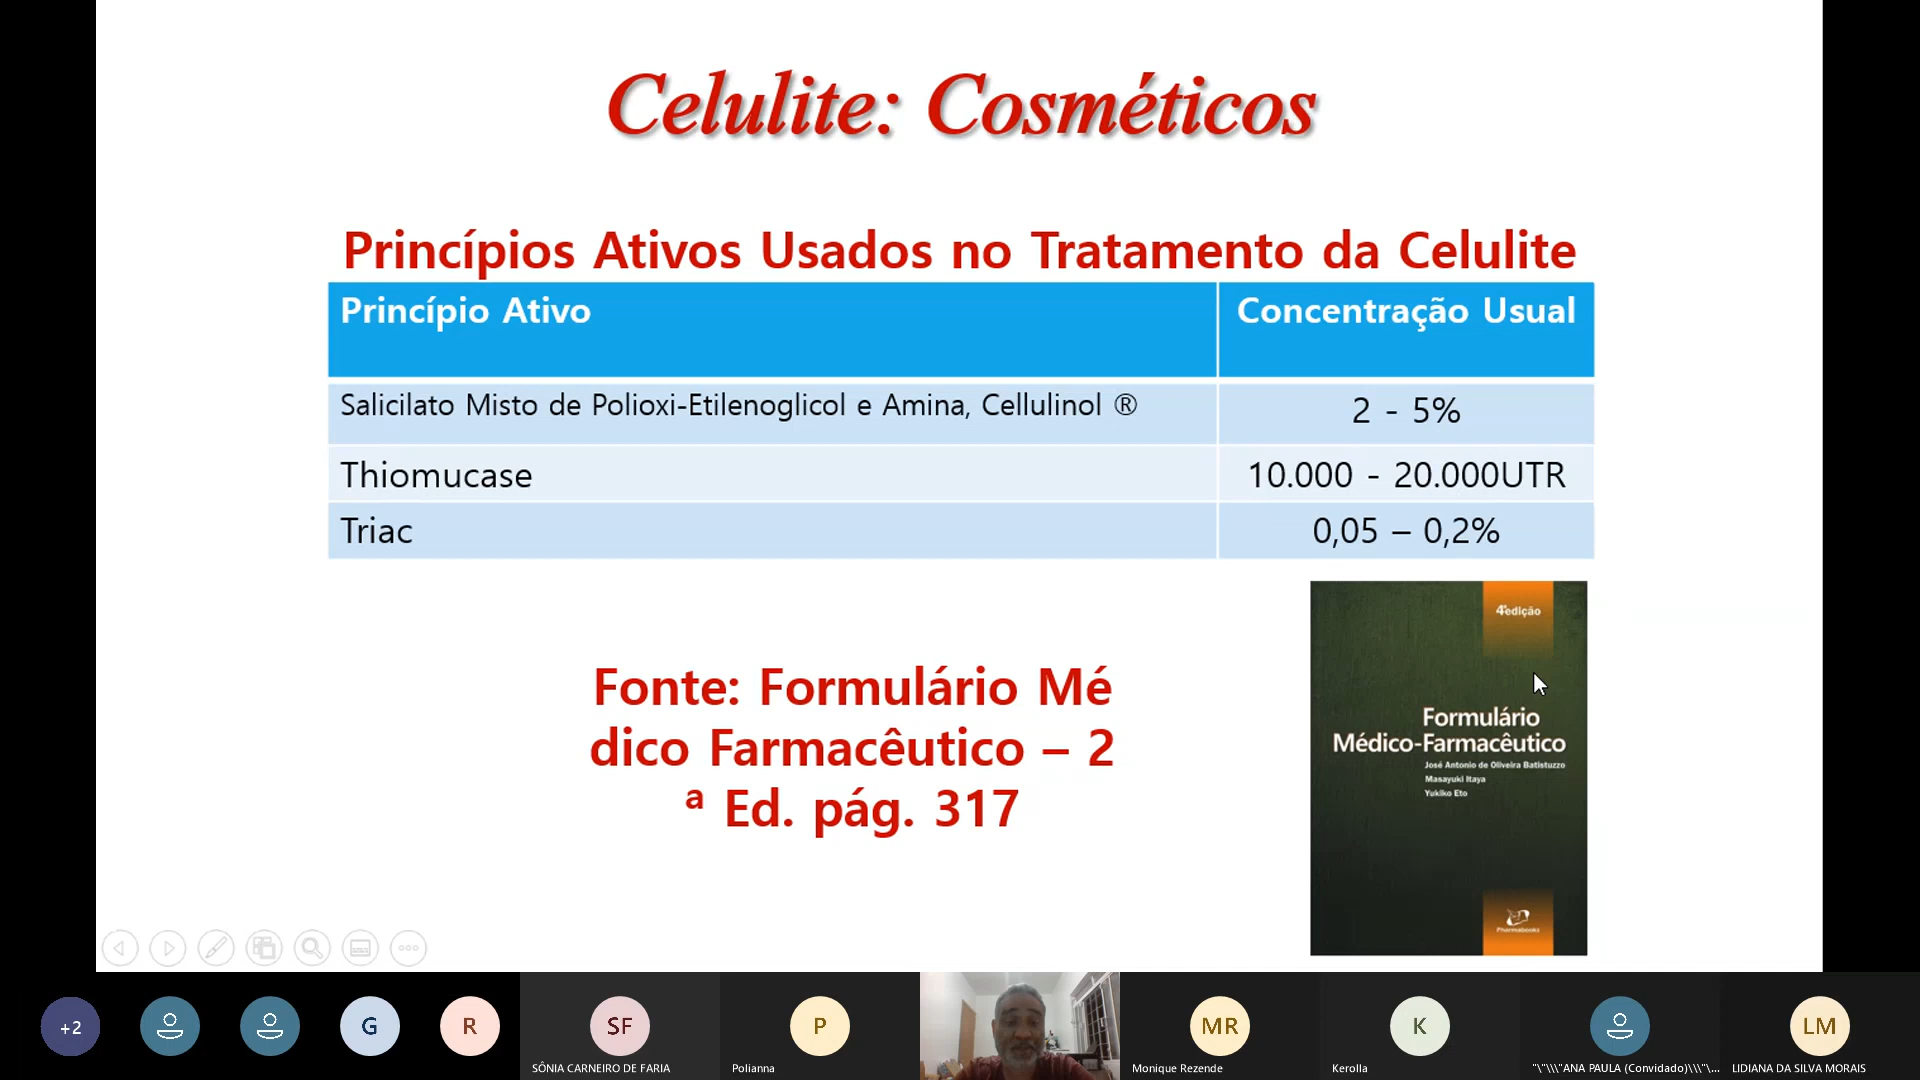 Celulite: Cosméticos
Princípios Ativos Usados no Tratamento da Celulite
Princípio Ativo
Concentração Usual
Salicilato Misto de Polioxi-Etilenoglicol e Amina, Cellulinol ®
2 - 5%
Thiomucase
10.000 - 20.000UTR
Triac
0,05 – 0,2%
Fonte: Formulário Mé
dico Farmacêutico – 2
ª Ed. pág. 317
4ªedição
Formulário
Médico-Farmacêutico
José Antonio de Oliveira Batistuzzo
Masayuki Itaya
Yukiko Eto
Pharmabooks
+2
G
R
SF
P
MR
K
LM
SÔNIA CARNEIRO DE FARIA
Polianna
Monique Rezende
Kerolla
"\"\\\"ANA PAULA (Convidado)\\\"\...
LIDIANA DA SILVA MORAIS